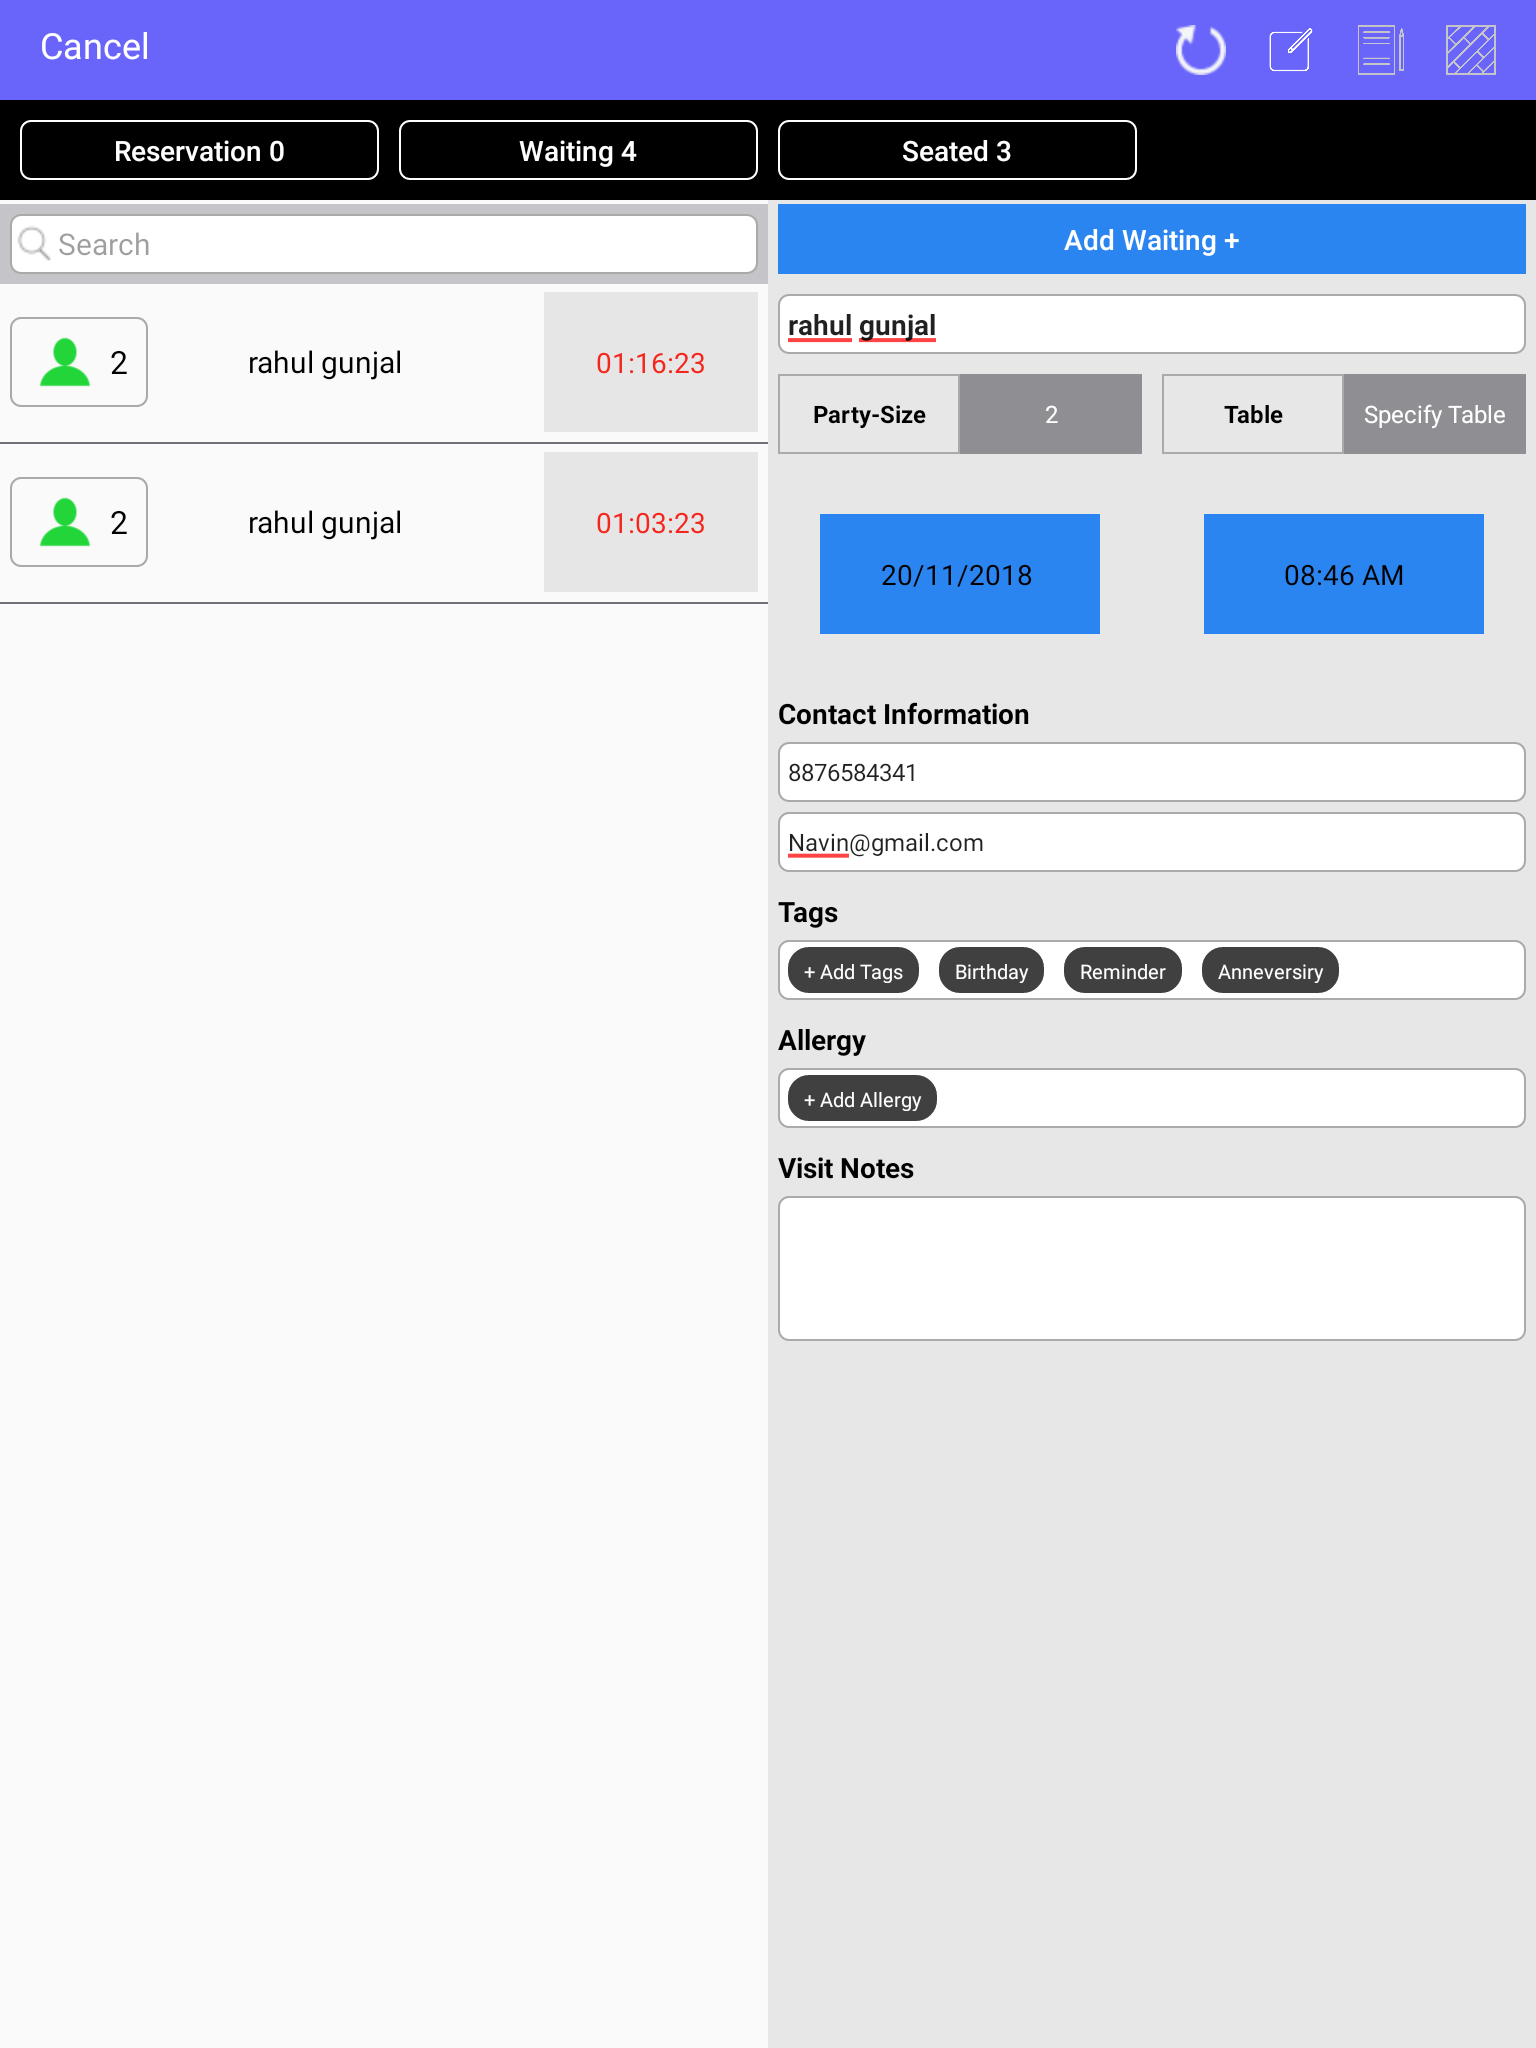 Cancel
Reservation 0
Waiting 4
Seated 3
Search
2 rahul gunjal 01:16:23
2 rahul gunjal 01:03:23
Add Waiting +
rahul gunjal
Party-Size 2 Table Specify Table
20/11/2018 08:46 AM
Contact Information
8876584341
Navin@gmail.com
Tags
+ Add Tags Birthday Reminder Anneversiry
Allergy
+ Add Allergy
Visit Notes